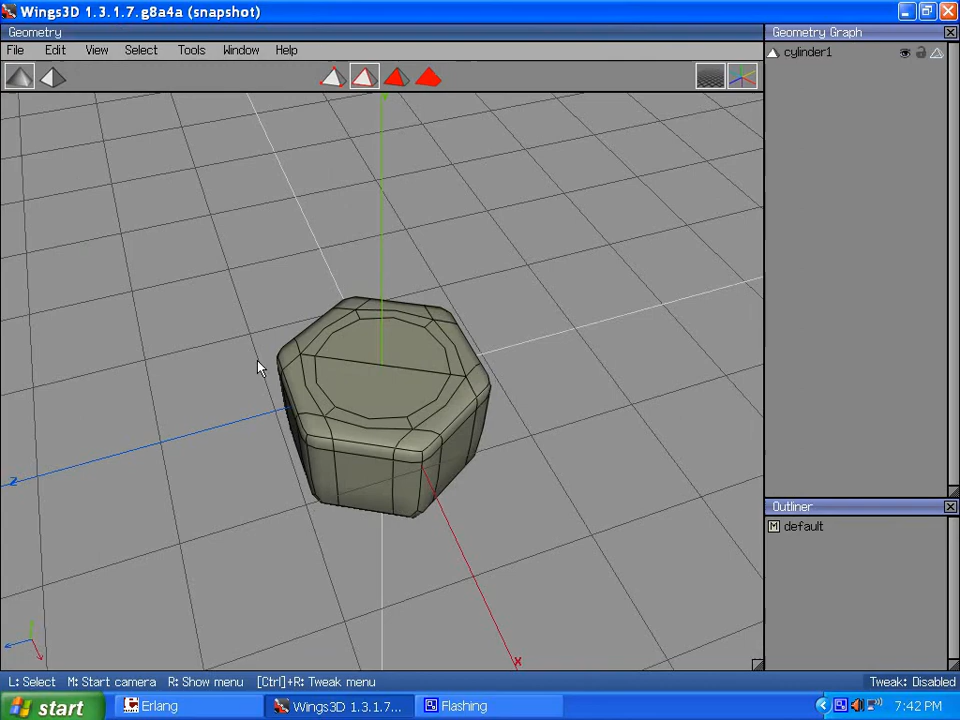 Wings3D 1.3.1.7.g8a4a (snapshot)
Geometry
File Edit View Select Tools Window Help
Geometry Graph
cylinder1
Y
Z
X
Outliner
M default
L: Select M: Start camera R: Show menu [Ctrl]+R: Tweak menu
Tweak: Disabled
start
Erlang
Wings3D 1.3.1.7...
Flashing
7:42 PM